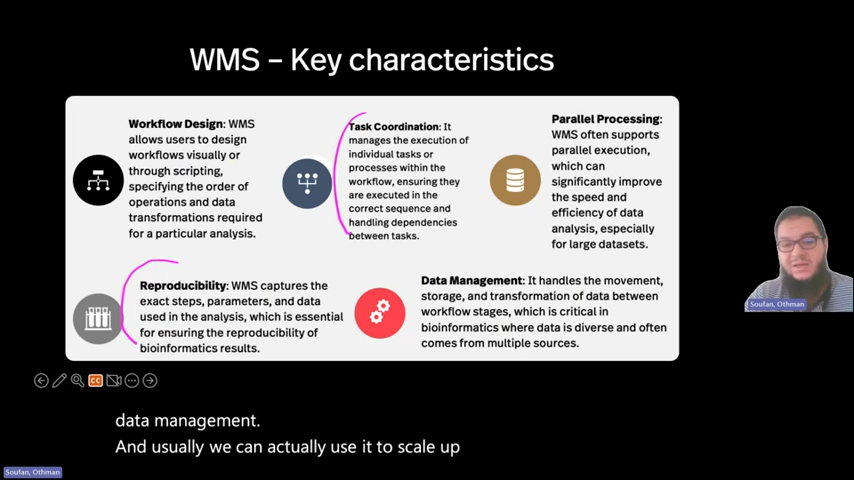 WMS – Key characteristics
Workflow Design: WMS
allows users to design
workflows visually or
through scripting,
specifying the order of
operations and data
transformations required
for a particular analysis.
Task Coordination: It
manages the execution of
individual tasks or
processes within the
workflow, ensuring they
are executed in the
correct sequence and
handling dependencies
between tasks.
Parallel Processing:
WMS often supports
parallel execution,
which can
significantly improve
the speed and
efficiency of data
analysis, especially
for large datasets.
Reproducibility: WMS captures the
exact steps, parameters, and data
used in the analysis, which is essential
for ensuring the reproducibility of
bioinformatics results.
Data Management: It handles the movement,
storage, and transformation of data between
workflow stages, which is critical in
bioinformatics where data is diverse and often
comes from multiple sources.
Soufan, Othman
CC
data management.
And usually we can actually use it to scale up
Soufan, Othman